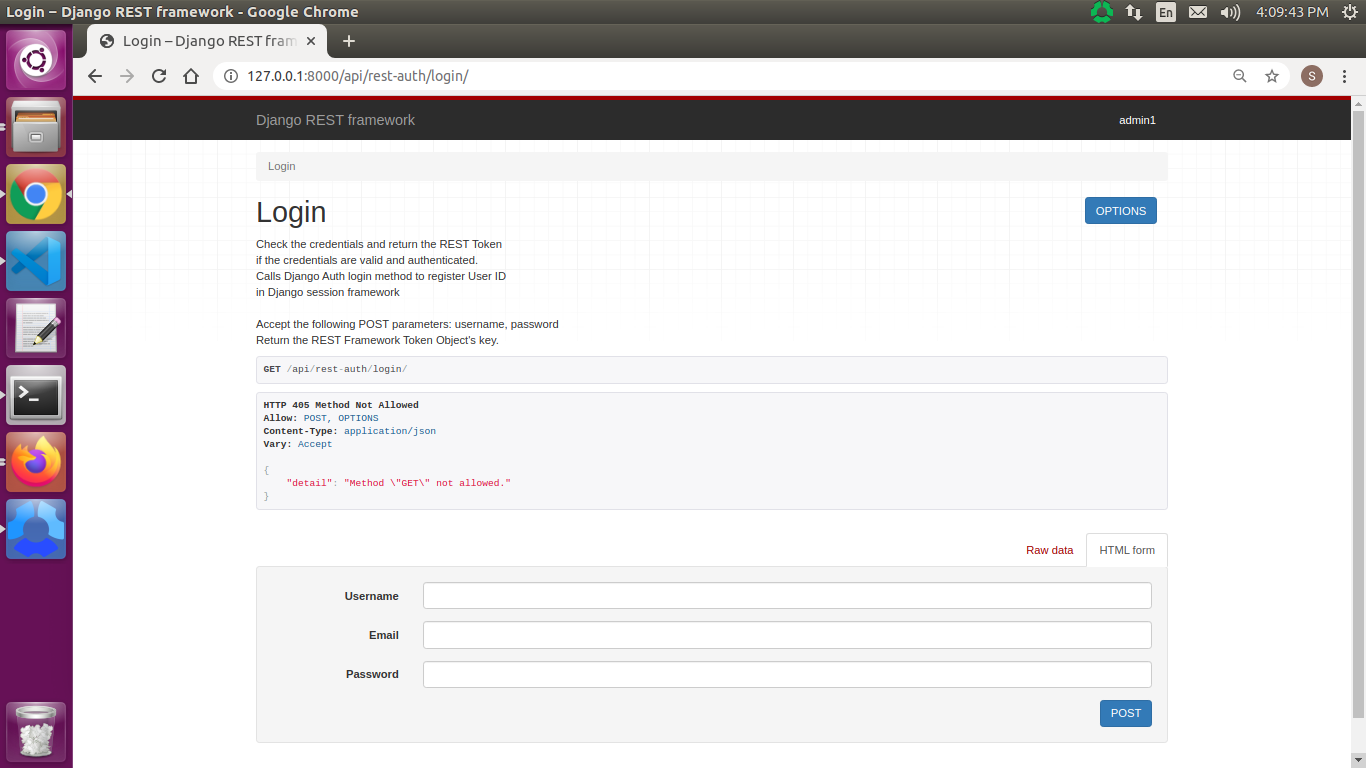 Login – Django REST framework - Google Chrome
En
4:09:43 PM
Login – Django REST fram
127.0.0.1:8000/api/rest-auth/login/
S
Django REST framework
admin1
Login
Login
OPTIONS
Check the credentials and return the REST Token
if the credentials are valid and authenticated.
Calls Django Auth login method to register User ID
in Django session framework
Accept the following POST parameters: username, password
Return the REST Framework Token Object's key.
GET /api/rest-auth/login/
HTTP 405 Method Not Allowed
Allow: POST, OPTIONS
Content-Type: application/json
Vary: Accept
{
    "detail": "Method \"GET\" not allowed."
}
Raw data
HTML form
Username
Email
Password
POST